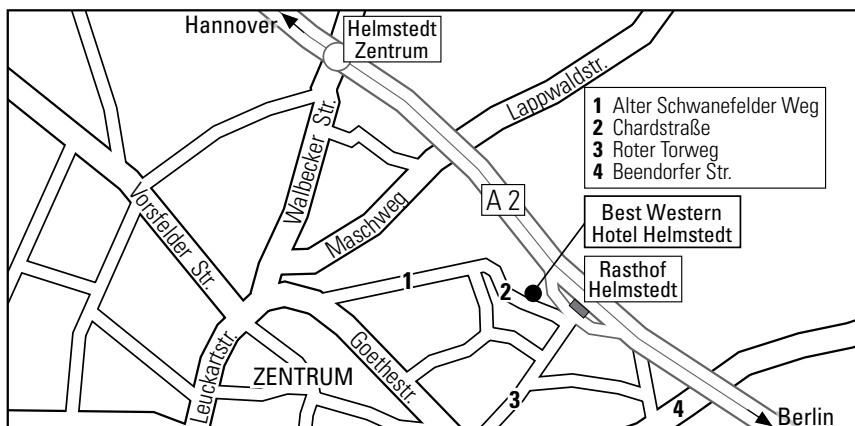 Hannover
Helmstedt
Zentrum
Lappwaldstr.
1 Alter Schwanefelder Weg
2 Chardstraße
3 Roter Torweg
4 Beendorfer Str.
Walbecker Str.
Vorsfelder Str.
Maschweg
A 2
Best Western
Hotel Helmstedt
Rasthof
Helmstedt
1
2
Leuckartstr.
Goethestr.
ZENTRUM
3
4
Berlin